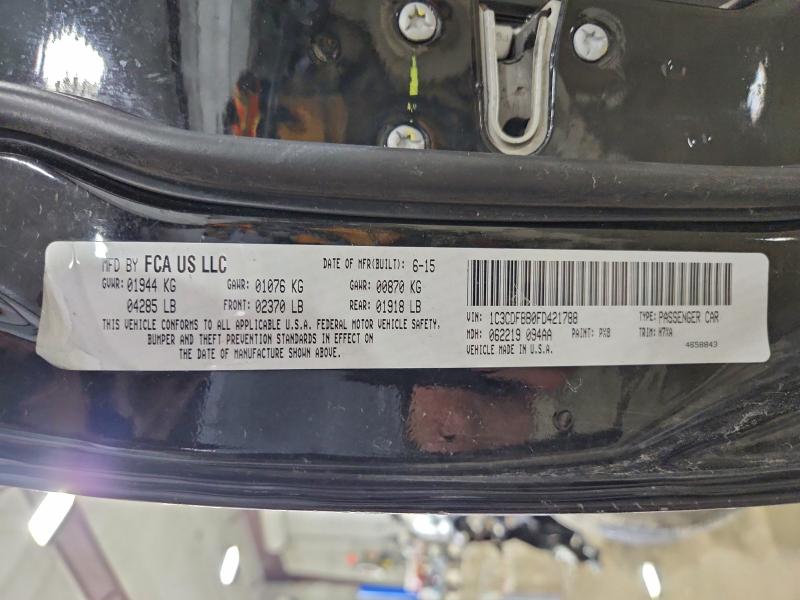 MFD BY FCA US LLC DATE OF MFR(BUILT): 6-15
GVWR: 01944 KG GAWR: 01076 KG GAWR: 00870 KG
04285 LB FRONT: 02370 LB REAR: 01918 LB
THIS VEHICLE CONFORMS TO ALL APPLICABLE U.S.A. FEDERAL MOTOR VEHICLE SAFETY,
BUMPER AND THEFT PREVENTION STANDARDS IN EFFECT ON
THE DATE OF MANUFACTURE SHOWN ABOVE.
VIN: 1C3CDFBB0FD421788 TYPE: PASSENGER CAR
MDH: 062219 094AA PAINT: PXB TRIM: H7XA
VEHICLE MADE IN U.S.A. 4658843